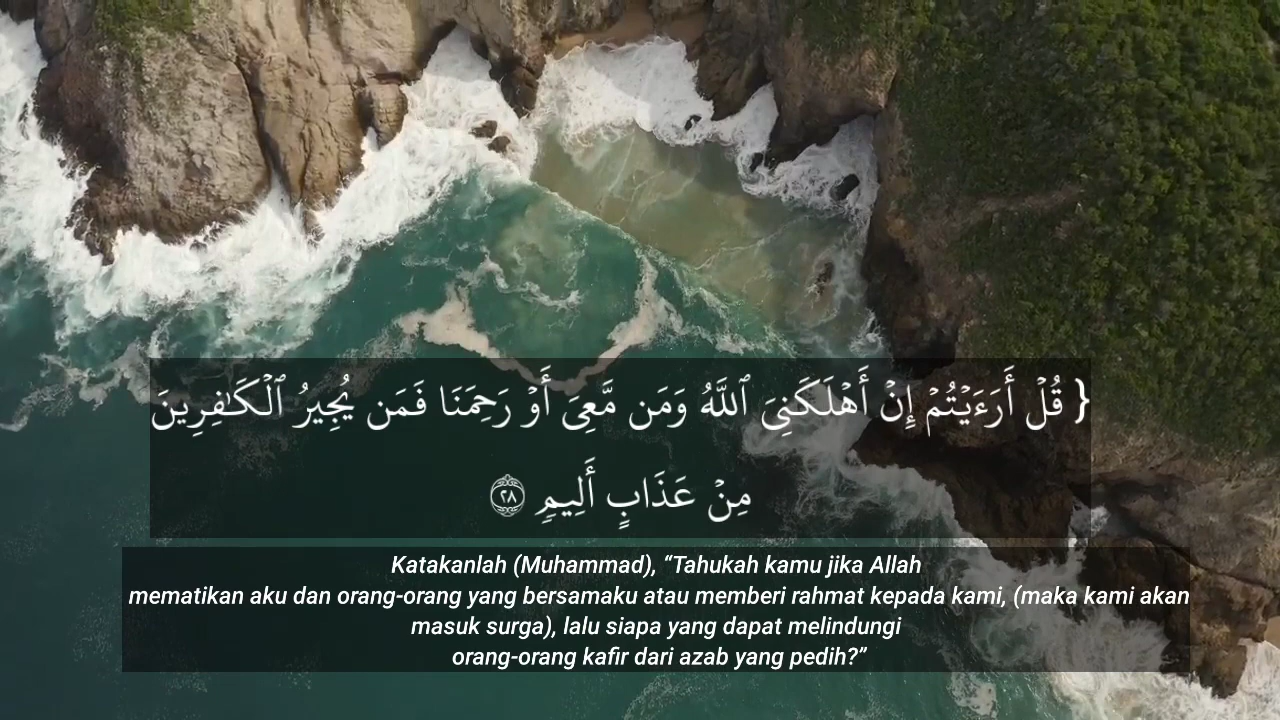 ﴿ قُلْ أَرَءَيْتُمْ إِنْ أَهْلَكَنِىَ ٱللَّهُ وَمَن مَّعِىَ أَوْ رَحِمَنَا فَمَن يُجِيرُ ٱلْكَـٰفِرِينَ
مِنْ عَذَابٍ أَلِيمٍۢ ٢٨
Katakanlah (Muhammad), “Tahukah kamu jika Allah
mematikan aku dan orang-orang yang bersamaku atau memberi rahmat kepada kami, (maka kami akan
masuk surga), lalu siapa yang dapat melindungi
orang-orang kafir dari azab yang pedih?”